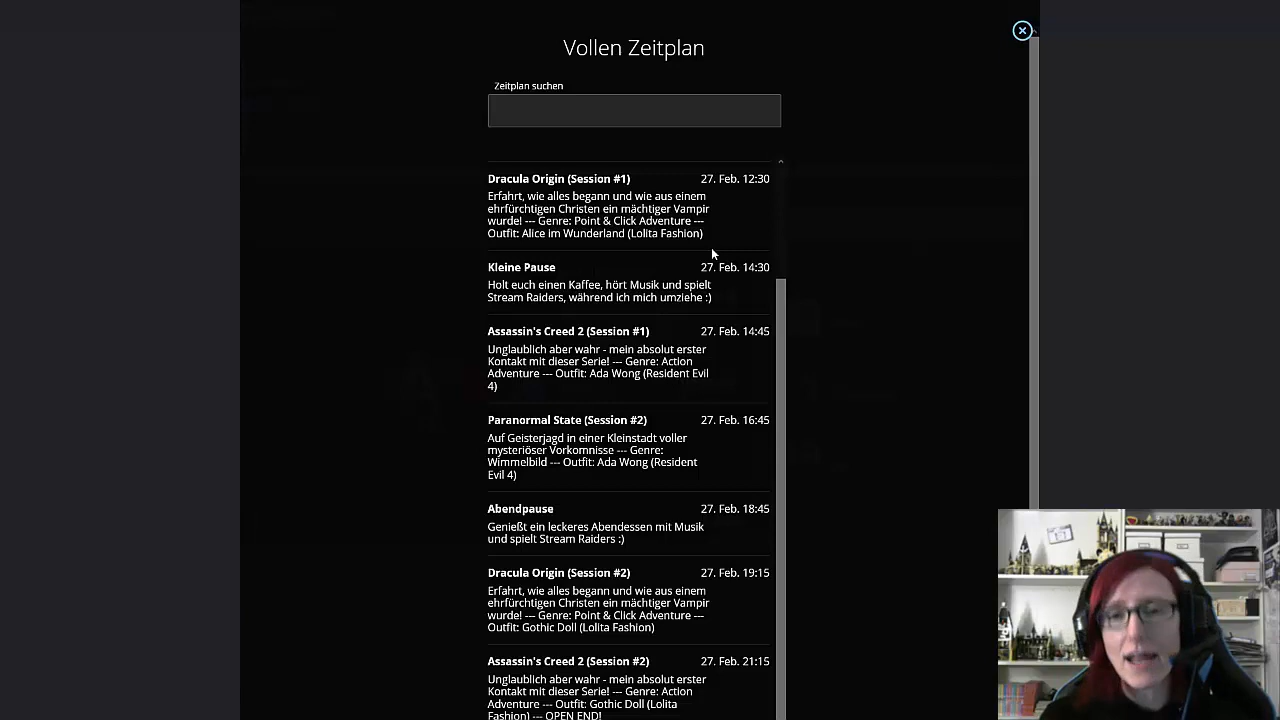 Vollen Zeitplan
Zeitplan suchen
Dracula Origin (Session #1) 27. Feb. 12:30
Erfahrt, wie alles begann und wie aus einem
ehrfürchtigen Christen ein mächtiger Vampir
wurde! --- Genre: Point & Click Adventure ---
Outfit: Alice im Wunderland (Lolita Fashion)
Kleine Pause 27. Feb. 14:30
Holt euch einen Kaffee, hört Musik und spielt
Stream Raiders, während ich mich umziehe :)
Assassin's Creed 2 (Session #1) 27. Feb. 14:45
Unglaublich aber wahr - mein absolut erster
Kontakt mit dieser Serie! --- Genre: Action
Adventure --- Outfit: Ada Wong (Resident Evil
4)
Paranormal State (Session #2) 27. Feb. 16:45
Auf Geisterjagd in einer Kleinstadt voller
mysteriöser Vorkomnisse --- Genre:
Wimmelbild --- Outfit: Ada Wong (Resident
Evil 4)
Abendpause 27. Feb. 18:45
Genießt ein leckeres Abendessen mit Musik
und spielt Stream Raiders :)
Dracula Origin (Session #2) 27. Feb. 19:15
Erfahrt, wie alles begann und wie aus einem
ehrfürchtigen Christen ein mächtiger Vampir
wurde! --- Genre: Point & Click Adventure ---
Outfit: Gothic Doll (Lolita Fashion)
Assassin's Creed 2 (Session #2) 27. Feb. 21:15
Unglaublich aber wahr - mein absolut erster
Kontakt mit dieser Serie! --- Genre: Action
Adventure --- Outfit: Gothic Doll (Lolita
Fashion) --- OPEN END!